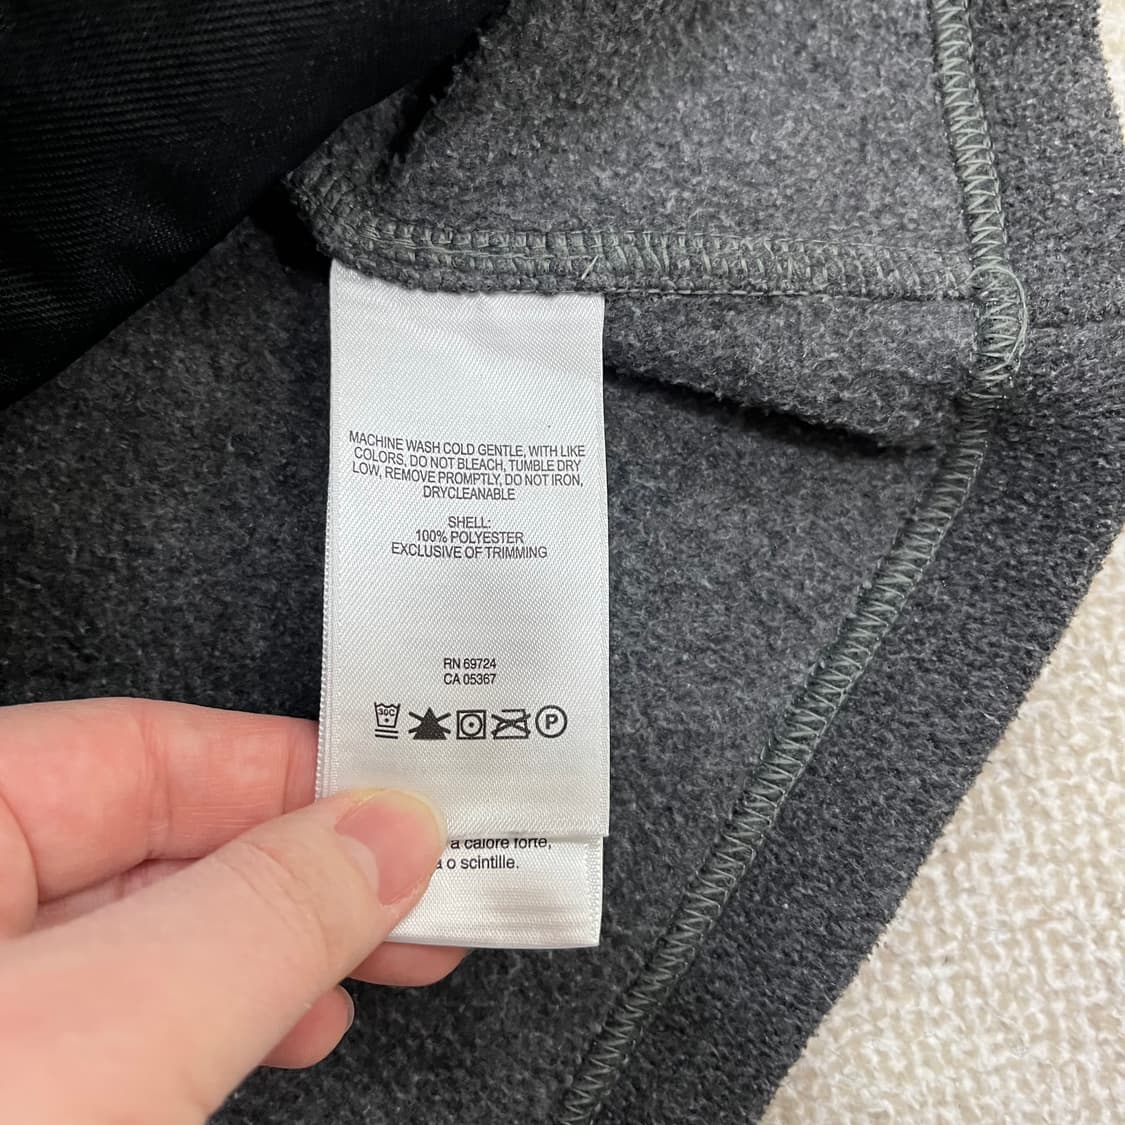 MACHINE WASH COLD GENTLE, WITH LIKE
COLORS, DO NOT BLEACH, TUMBLE DRY
LOW, REMOVE PROMPTLY, DO NOT IRON,
DRYCLEANABLE
SHELL:
100% POLYESTER
EXCLUSIVE OF TRIMMING
RN 69724
CA 05367
30C P
a calore forte,
o scintille.